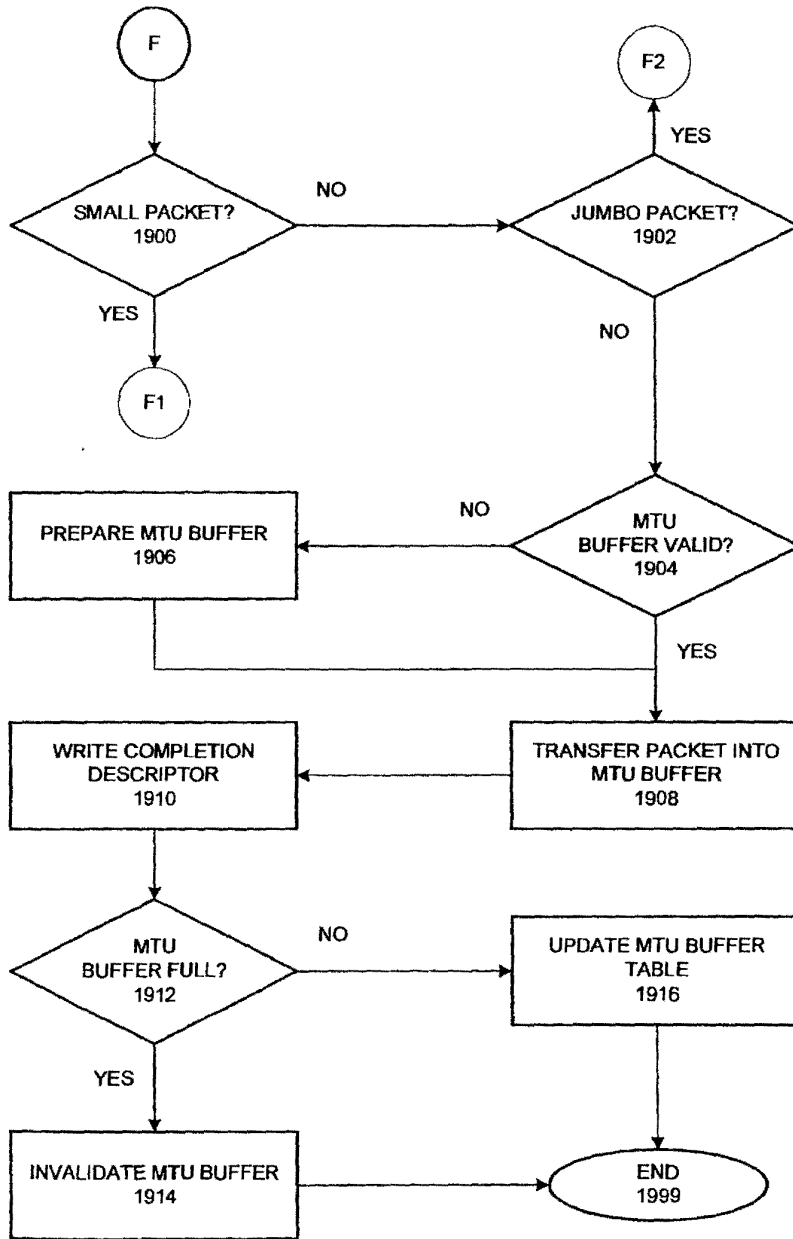 F
F2
YES
SMALL PACKET?
1900
NO
JUMBO PACKET?
1902
YES
NO
F1
PREPARE MTU BUFFER
1906
NO
MTU
BUFFER VALID?
1904
YES
WRITE COMPLETION
DESCRIPTOR
1910
TRANSFER PACKET INTO
MTU BUFFER
1908
MTU
BUFFER FULL?
1912
NO
UPDATE MTU BUFFER
TABLE
1916
YES
INVALIDATE MTU BUFFER
1914
END
1999